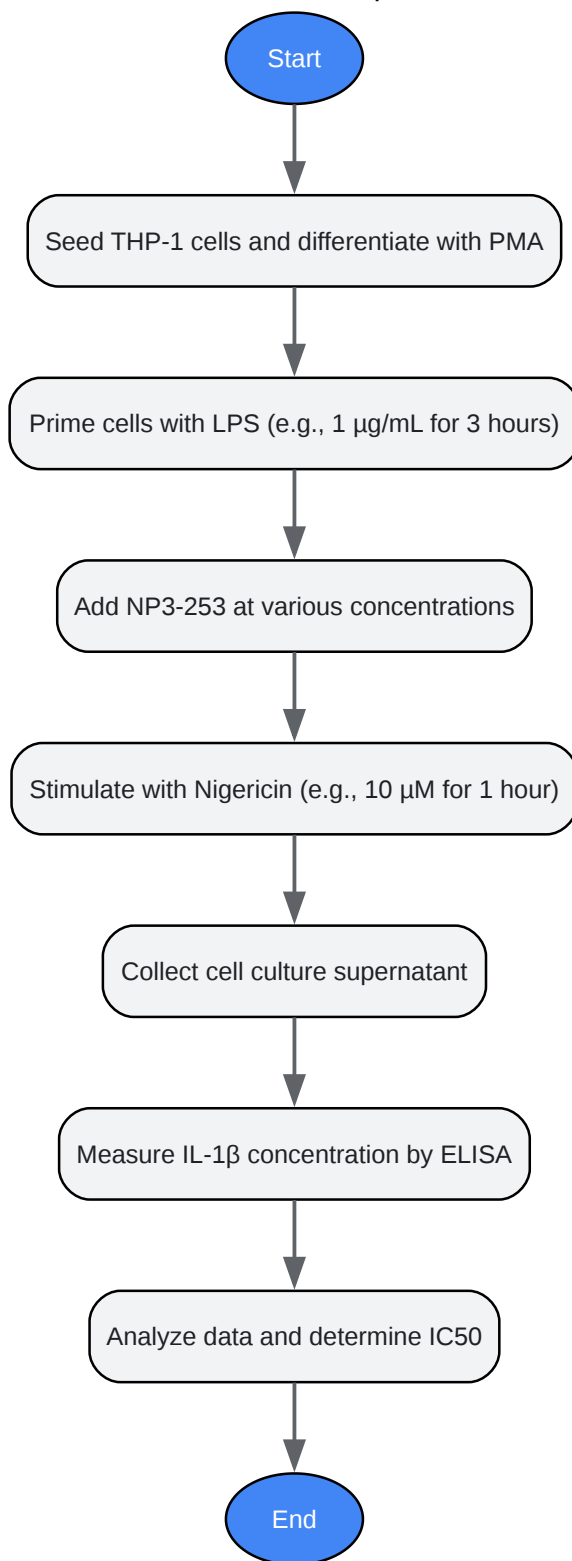 Start
Seed THP-1 cells and differentiate with PMA
Prime cells with LPS (e.g., 1 µg/mL for 3 hours)
Add NP3-253 at various concentrations
Stimulate with Nigericin (e.g., 10 µM for 1 hour)
Collect cell culture supernatant
Measure IL-1β concentration by ELISA
Analyze data and determine IC50
End